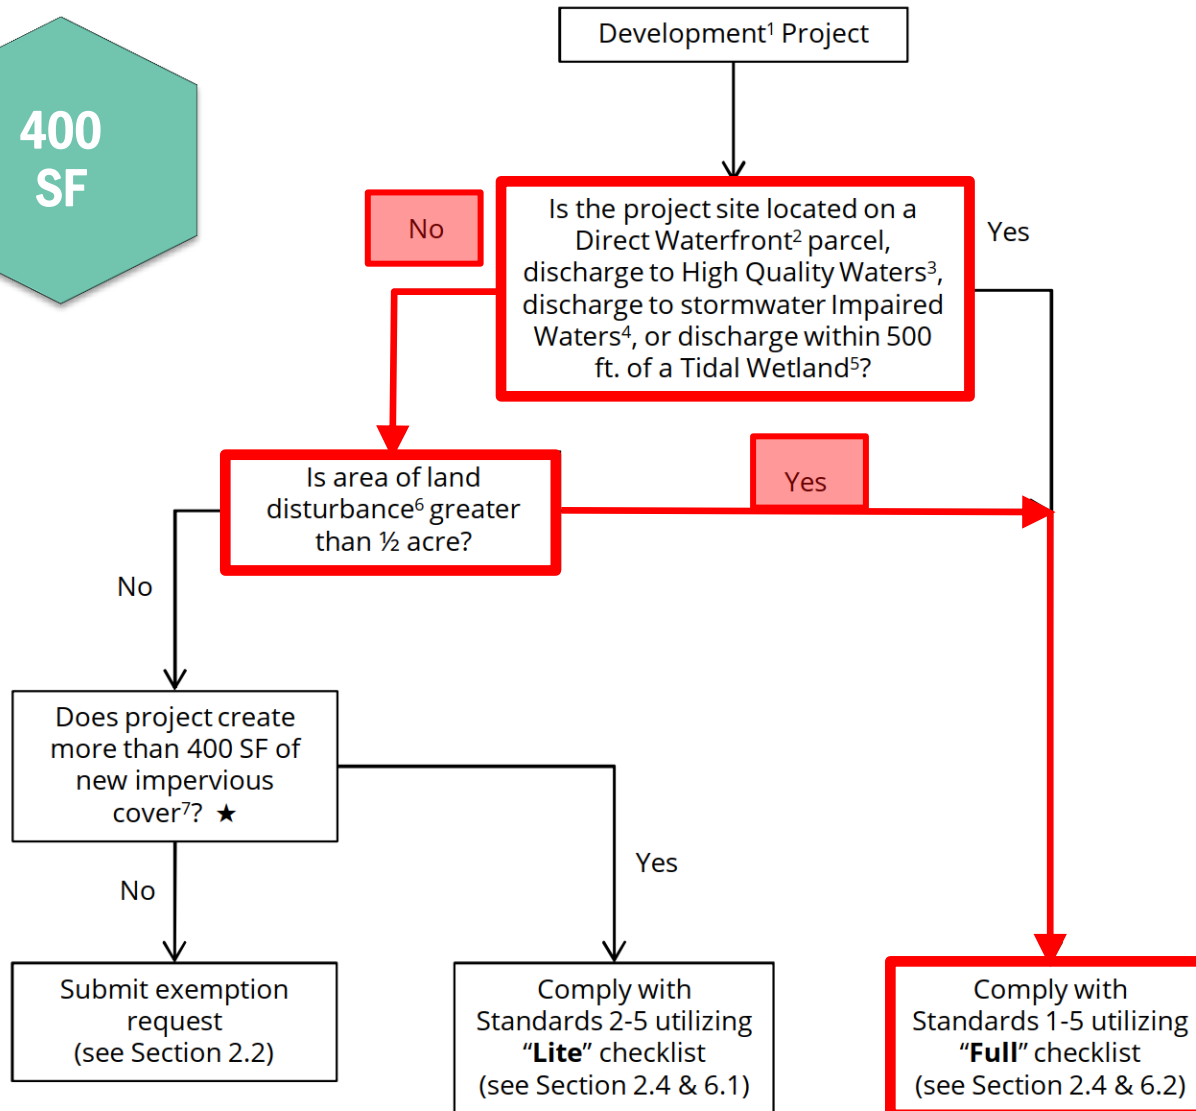 400
SF
Development¹ Project
No
Is the project site located on a
Direct Waterfront² parcel,
discharge to High Quality Waters³,
discharge to stormwater Impaired
Waters⁴, or discharge within 500
ft. of a Tidal Wetland⁵?
Yes
Is area of land
disturbance⁶ greater
than ½ acre?
Yes
No
Does project create
more than 400 SF of
new impervious
cover⁷? ★
No
Yes
Submit exemption
request
(see Section 2.2)
Comply with
Standards 2-5 utilizing
“Lite” checklist
(see Section 2.4 & 6.1)
Comply with
Standards 1-5 utilizing
“Full” checklist
(see Section 2.4 & 6.2)